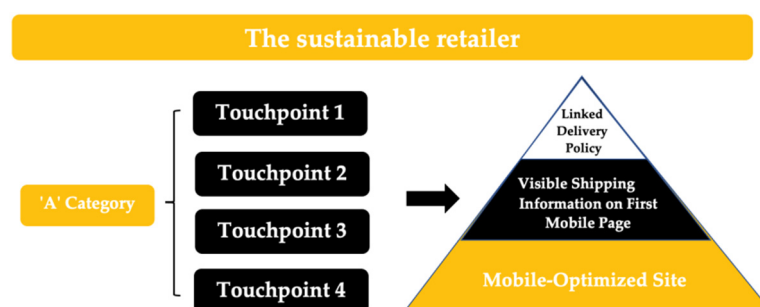 The sustainable retailer
'A' Category
Touchpoint 1
Touchpoint 2
Touchpoint 3
Touchpoint 4
Linked
Delivery
Policy
Visible Shipping
Information on First
Mobile Page
Mobile-Optimized Site